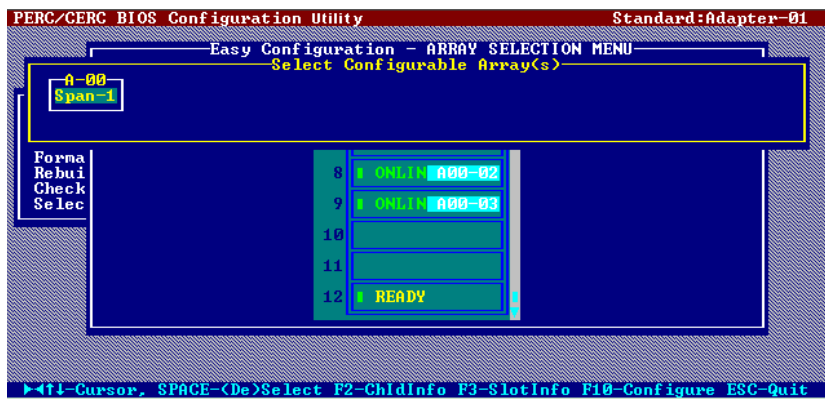 PERC/CERC BIOS Configuration Utility Standard:Adapter-01
Easy Configuration - ARRAY SELECTION MENU
Select Configurable Array(s)
A-00
Span-1
Forma
Rebui
Check
Selec
8 ONLIN A00-02
9 ONLIN A00-03
10
11
12 READY
►◄↑↓-Cursor, SPACE-(De)Select F2-ChIdInfo F3-SlotInfo F10-Configure ESC-Quit